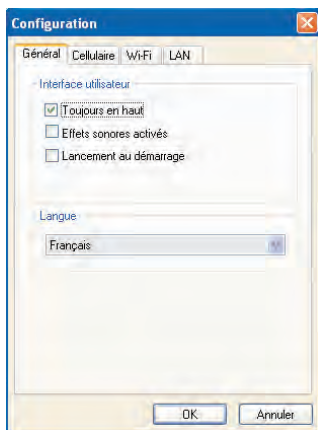 Configuration
Général Cellulaire Wi-Fi LAN
Interface utilisateur
Toujours en haut
Effets sonores activés
Lancement au démarrage
Langue
Français
OK Annuler